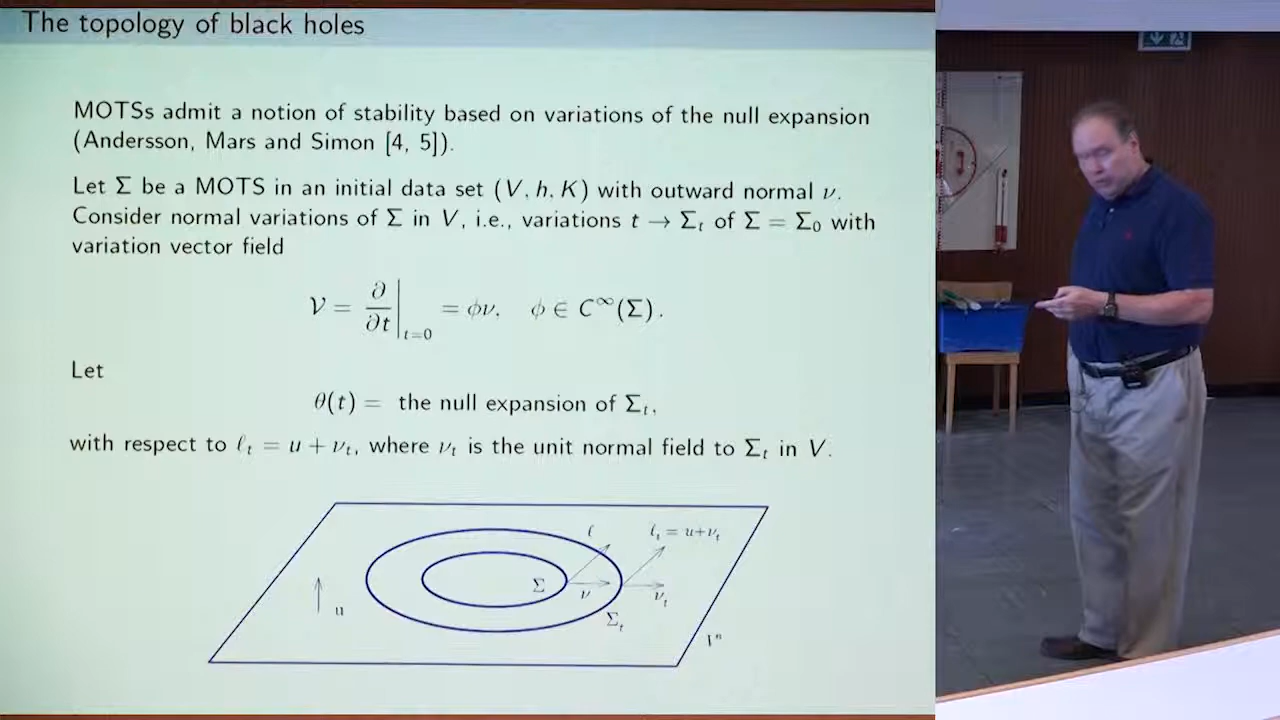 The topology of black holes
MOTSs admit a notion of stability based on variations of the null expansion
(Andersson, Mars and Simon [4, 5]).
Let Σ be a MOTS in an initial data set (V, h, K) with outward normal ν.
Consider normal variations of Σ in V, i.e., variations t → Σ_t of Σ = Σ_0 with
variation vector field
𝒱 = ∂/∂t |_{t=0} = φν, φ ∈ C^∞(Σ).
Let
θ(t) = the null expansion of Σ_t,
with respect to ℓ_t = u + ν_t, where ν_t is the unit normal field to Σ_t in V.
ℓ ℓ_t = u+ν_t
Σ ν ν_t
u Σ_t
V^n